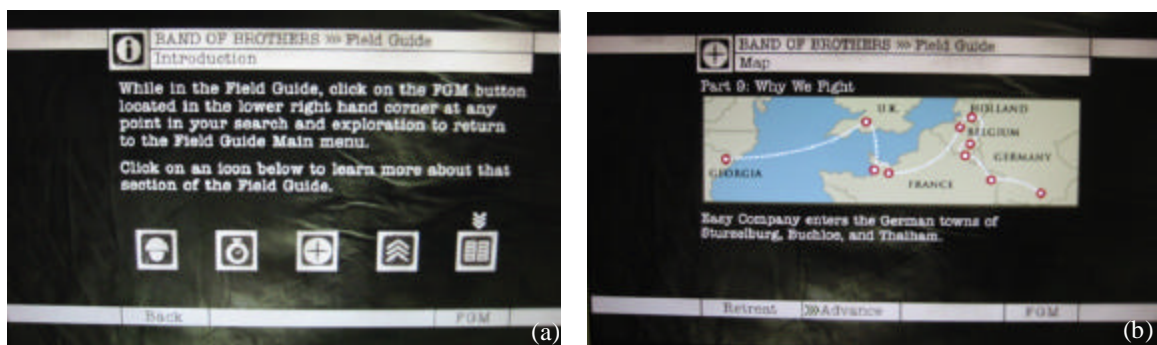 BAND OF BROTHERS >>> Field Guide
Introduction
While in the Field Guide, click on the FGM button
located in the lower right hand corner at any
point in your search and exploration to return
to the Field Guide Main menu.
Click on an icon below to learn more about that
section of the Field Guide.
Back FGM
(a)
BAND OF BROTHERS >>> Field Guide
Map
Part 9: Why We Fight
U.K. HOLLAND
BELGIUM
GERMANY
GEORGIA
FRANCE
Easy Company enters the German towns of
Sturzelburg, Buchloe, and Thalham.
Retreat >>>Advance FGM
(b)